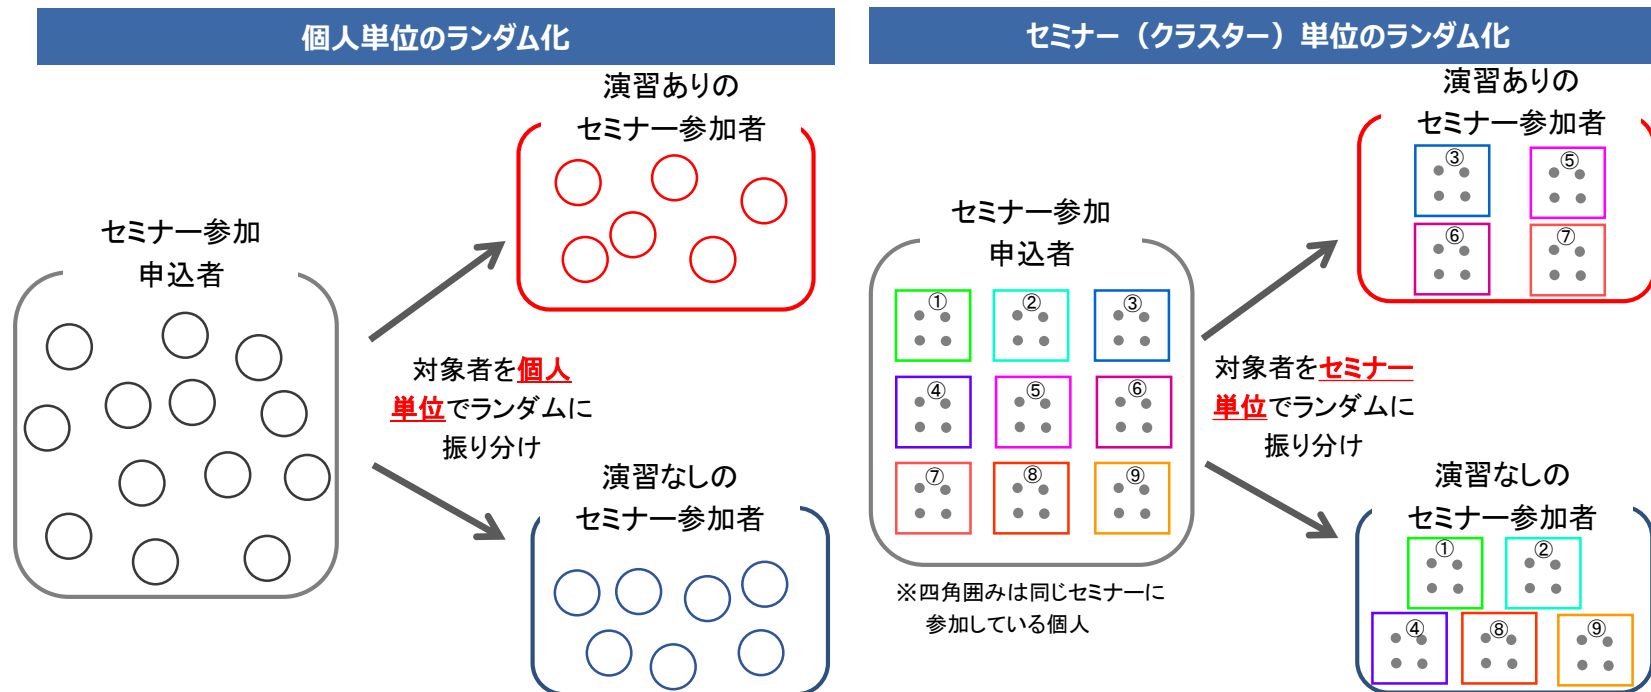 個人単位のランダム化
演習ありの
セミナー参加者
セミナー参加
申込者
対象者を個人
単位でランダムに
振り分け
演習なしの
セミナー参加者
セミナー（クラスター）単位のランダム化
演習ありの
セミナー参加者
③ ⑤
⑥ ⑦
セミナー参加
申込者
① ② ③
④ ⑤ ⑥
⑦ ⑧ ⑨
対象者をセミナー
単位でランダムに
振り分け
※四角囲みは同じセミナーに
参加している個人
演習なしの
セミナー参加者
① ②
④ ⑧ ⑨